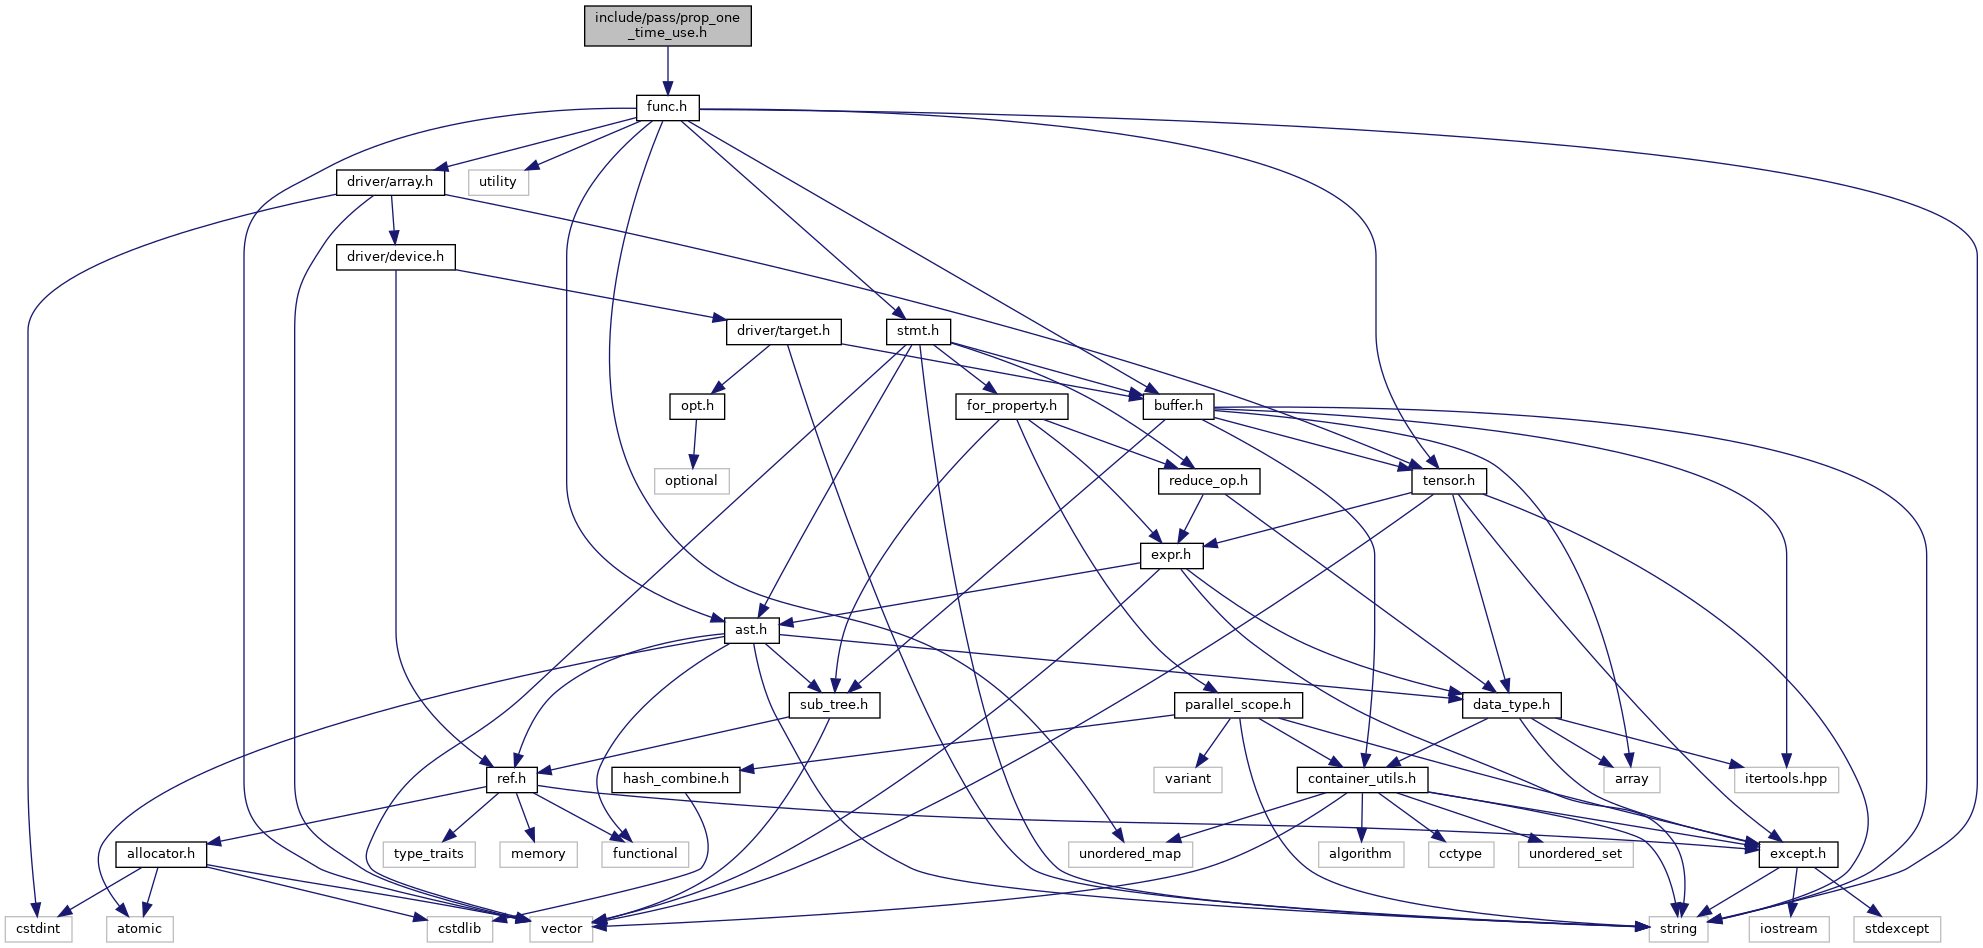 include/pass/prop_one
_time_use.h
func.h
driver/array.h
utility
driver/device.h
driver/target.h
stmt.h
opt.h
for_property.h
buffer.h
optional
reduce_op.h
tensor.h
expr.h
ast.h
sub_tree.h
parallel_scope.h
data_type.h
ref.h
hash_combine.h
variant
container_utils.h
array
itertools.hpp
allocator.h
type_traits
memory
functional
unordered_map
algorithm
cctype
unordered_set
except.h
cstdint
atomic
cstdlib
vector
string
iostream
stdexcept